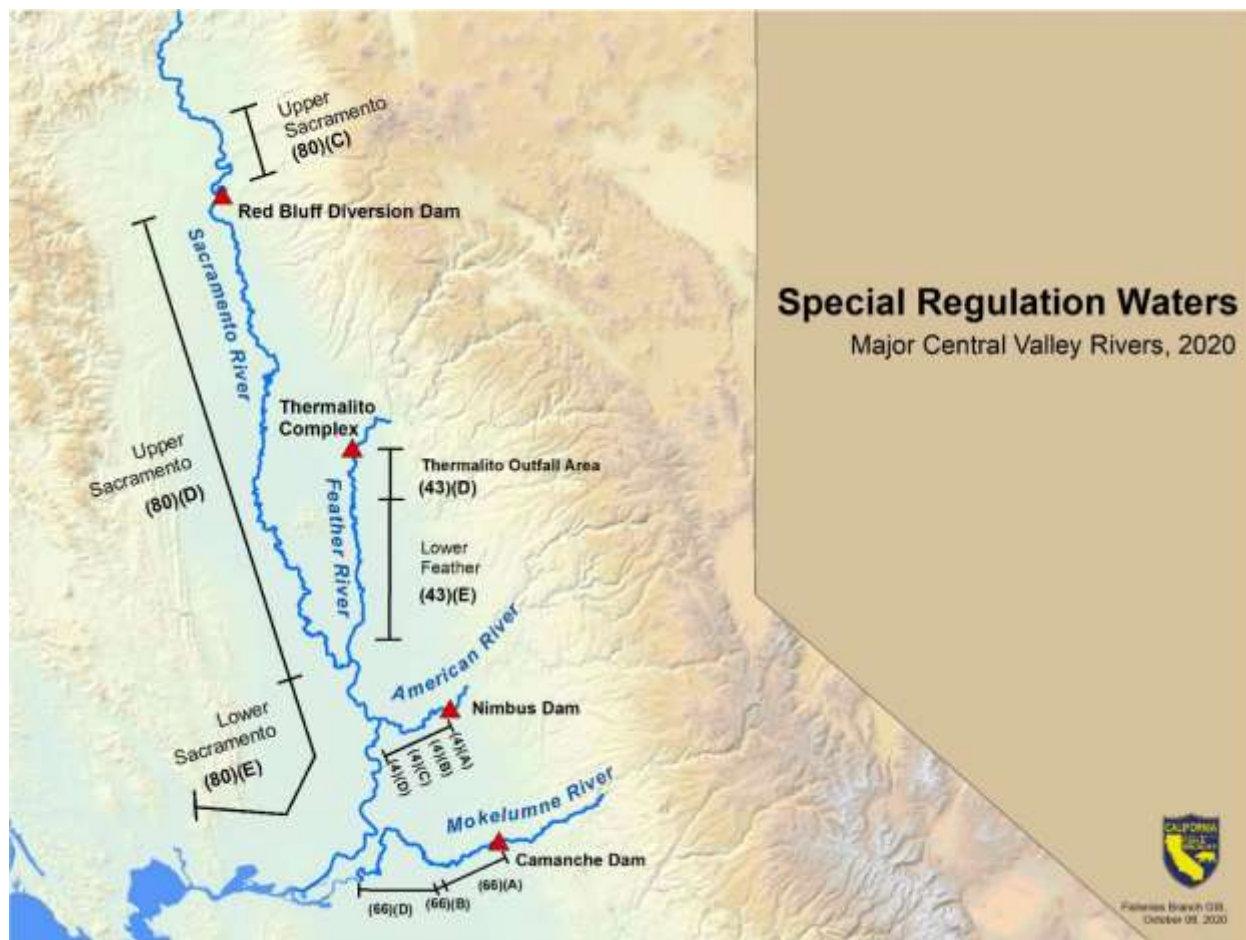 Upper
Sacramento
(80)(C)
Red Bluff Diversion Dam
Sacramento River
Special Regulation Waters
Major Central Valley Rivers, 2020
Thermalito
Complex
Thermalito Outfall Area
(43)(D)
Upper
Sacramento
(80)(D)
Feather River
Lower
Feather
(43)(E)
American River
Nimbus Dam
Lower
Sacramento
(80)(E)
(4)(A)
(4)(B)
(4)(C)
(4)(D)
Mokelumne River
Camanche Dam
(66)(A)
(66)(B)
(66)(D)
CALIFORNIA
Fisheries Branch GIS,
October 09, 2020